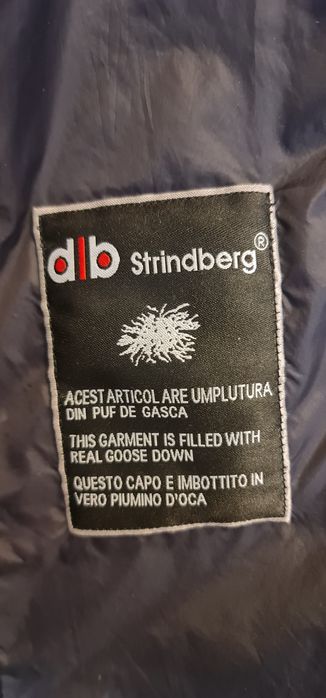 d|b Strindberg®
ACEST ARTICOL ARE UMPLUTURA
DIN PUF DE GASCA
THIS GARMENT IS FILLED WITH
REAL GOOSE DOWN
QUESTO CAPO E IMBOTTITO IN
VERO PIUMINO D'OCA